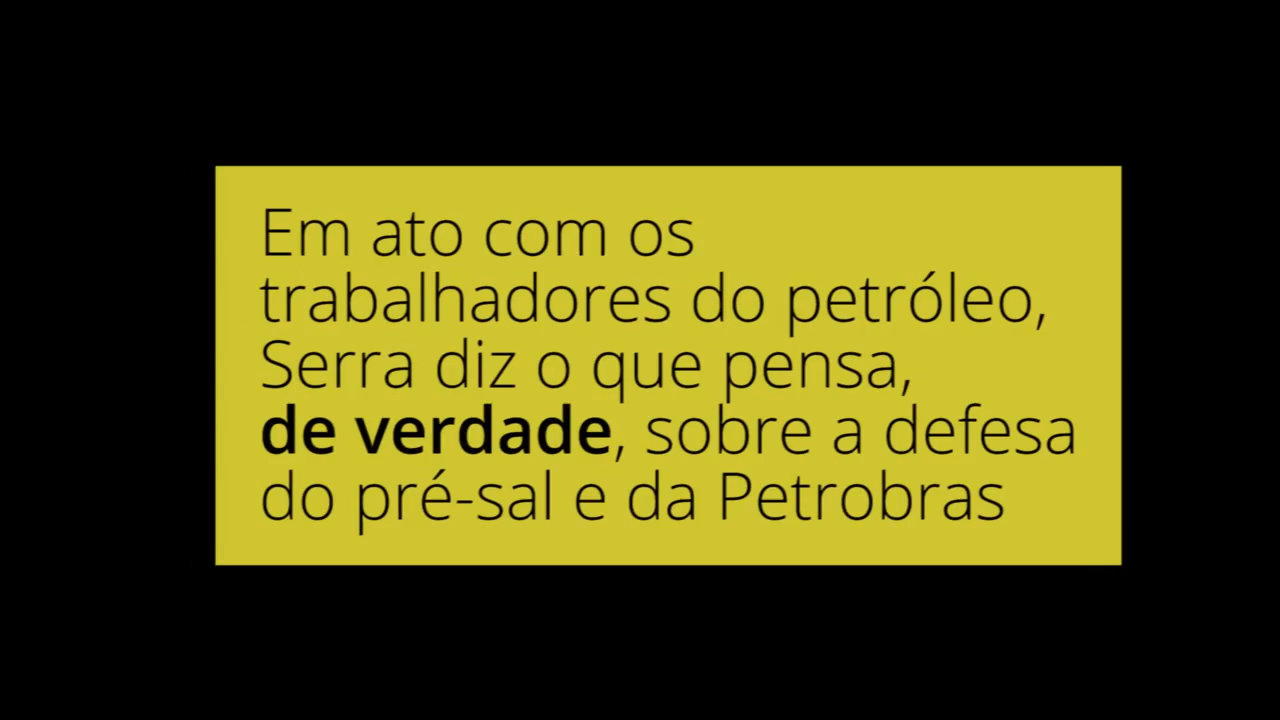 Em ato com os
trabalhadores do petróleo,
Serra diz o que pensa,
de verdade, sobre a defesa
do pré-sal e da Petrobras